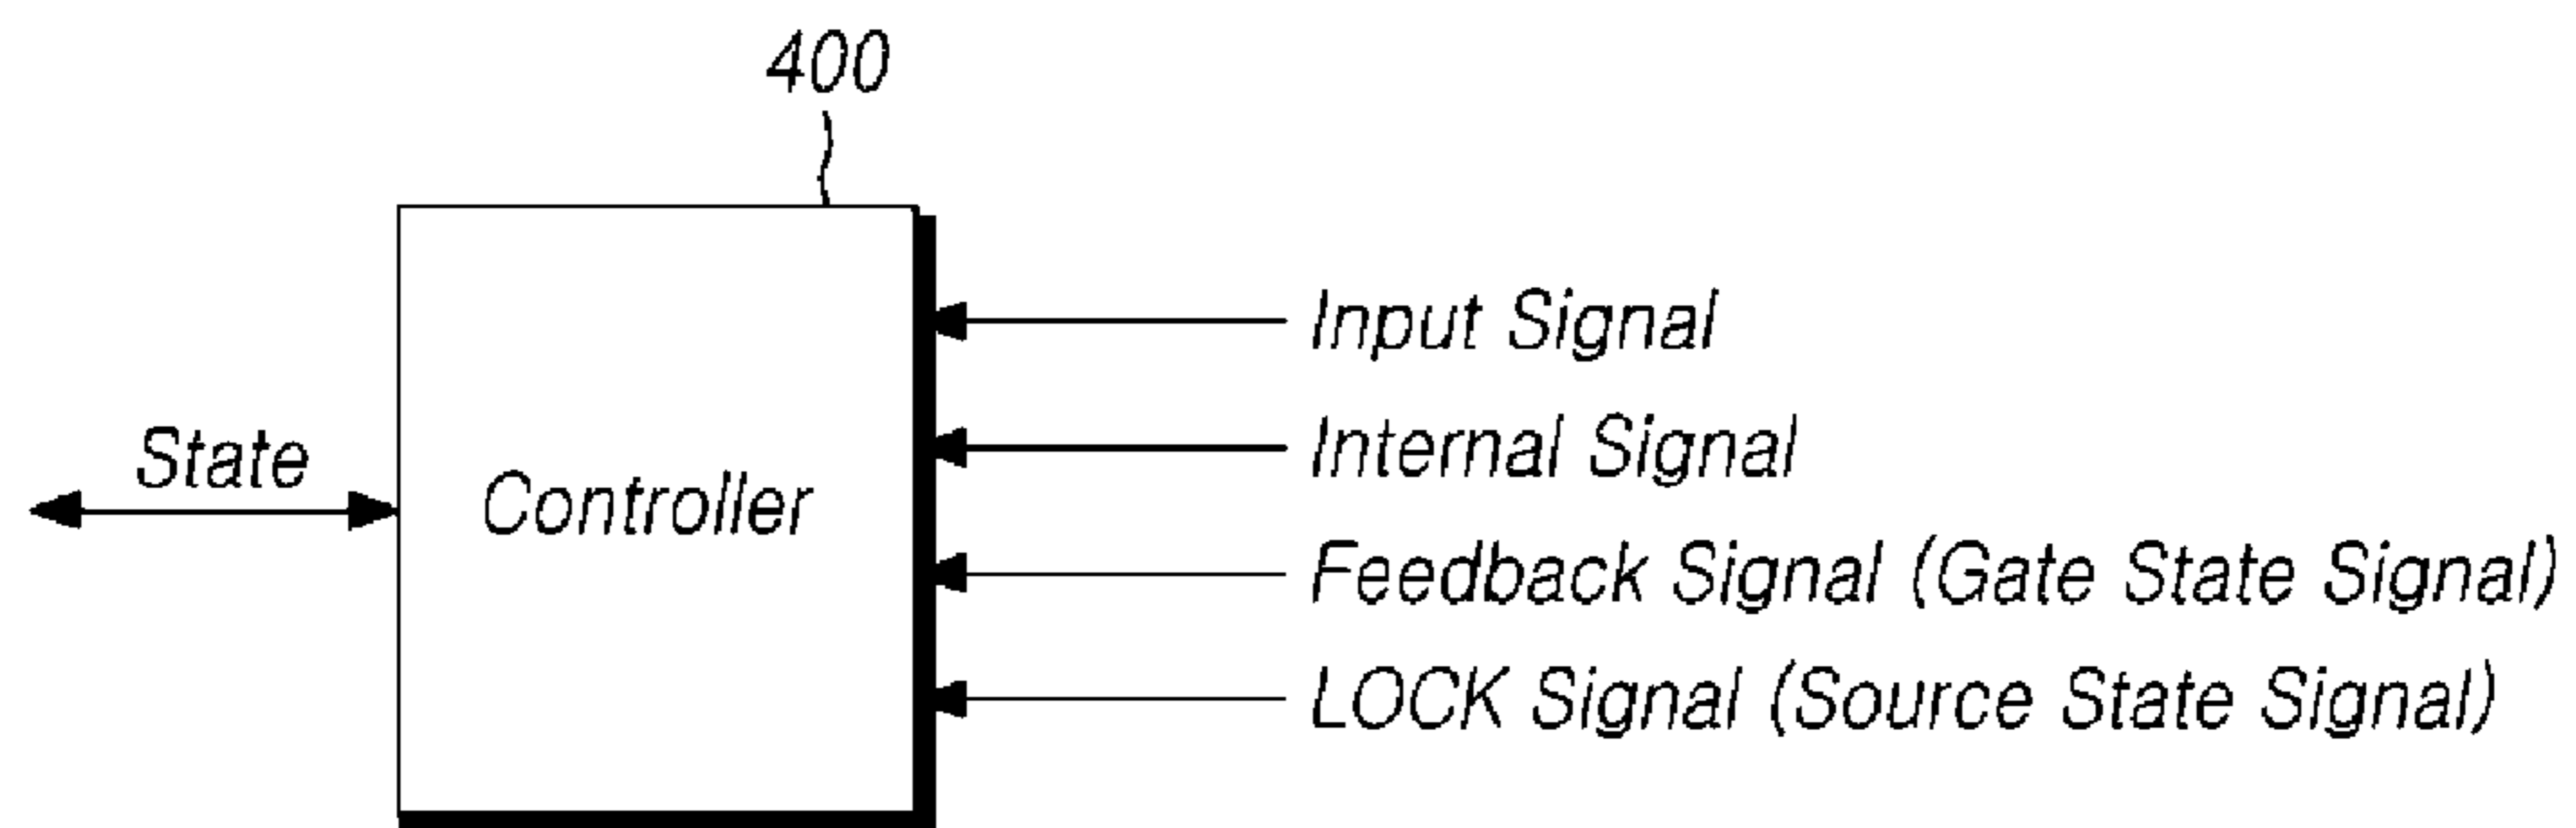 400
Input Signal
Internal Signal
State
Controller
Feedback Signal (Gate State Signal)
LOCK Signal (Source State Signal)